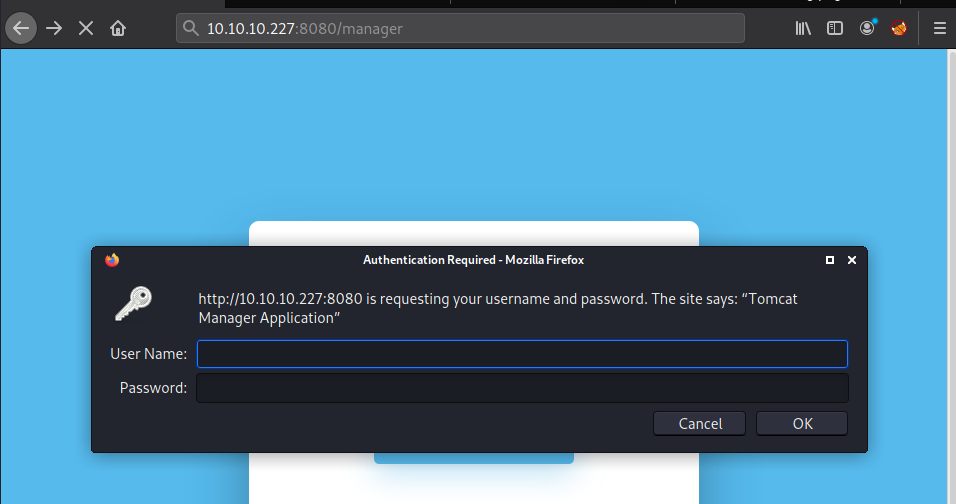 10.10.10.227:8080/manager
Authentication Required - Mozilla Firefox
http://10.10.10.227:8080 is requesting your username and password. The site says: “Tomcat
Manager Application”
User Name:
Password:
Cancel
OK